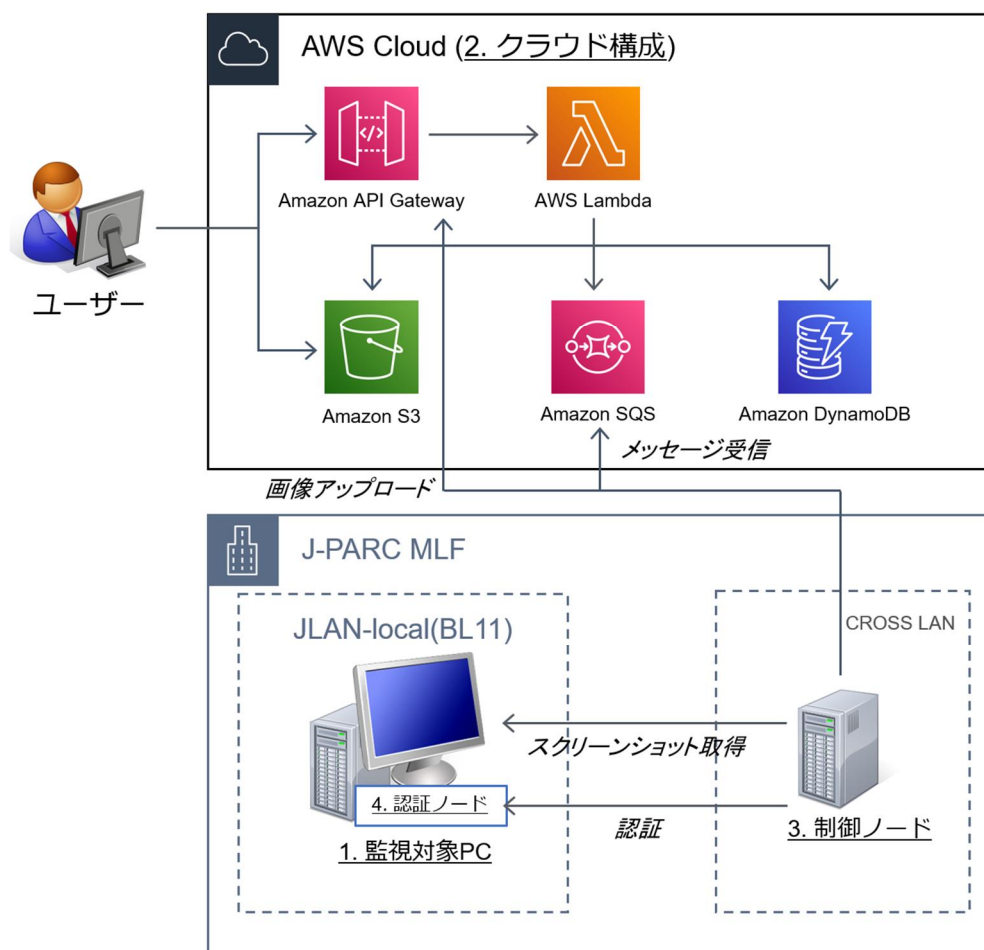 AWS Cloud (2. クラウド構成)
Amazon API Gateway
AWS Lambda
ユーザー
Amazon S3
Amazon SQS
Amazon DynamoDB
メッセージ受信
画像アップロード
J-PARC MLF
JLAN-local(BL11)
CROSS LAN
スクリーンショット取得
4. 認証ノード
認証
1. 監視対象PC
3. 制御ノード